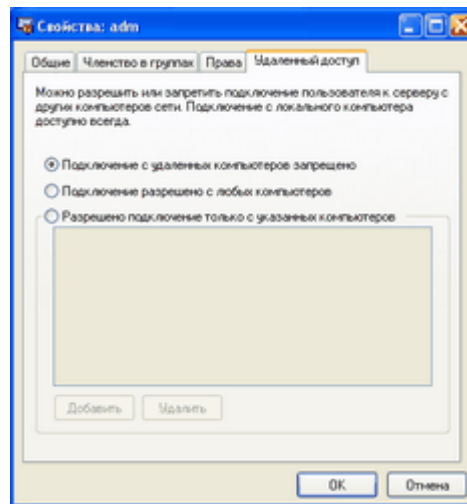 Свойства: adm
Общие Членство в группах Права Удаленный доступ
Можно разрешить или запретить подключение пользователя к серверу с
других компьютеров сети. Подключение с локального компьютера
доступно всегда.
Подключение с удаленных компьютеров запрещено
Подключение разрешено с любых компьютеров
Разрешено подключение только с указанных компьютеров
Добавить Удалить
OK Отмена